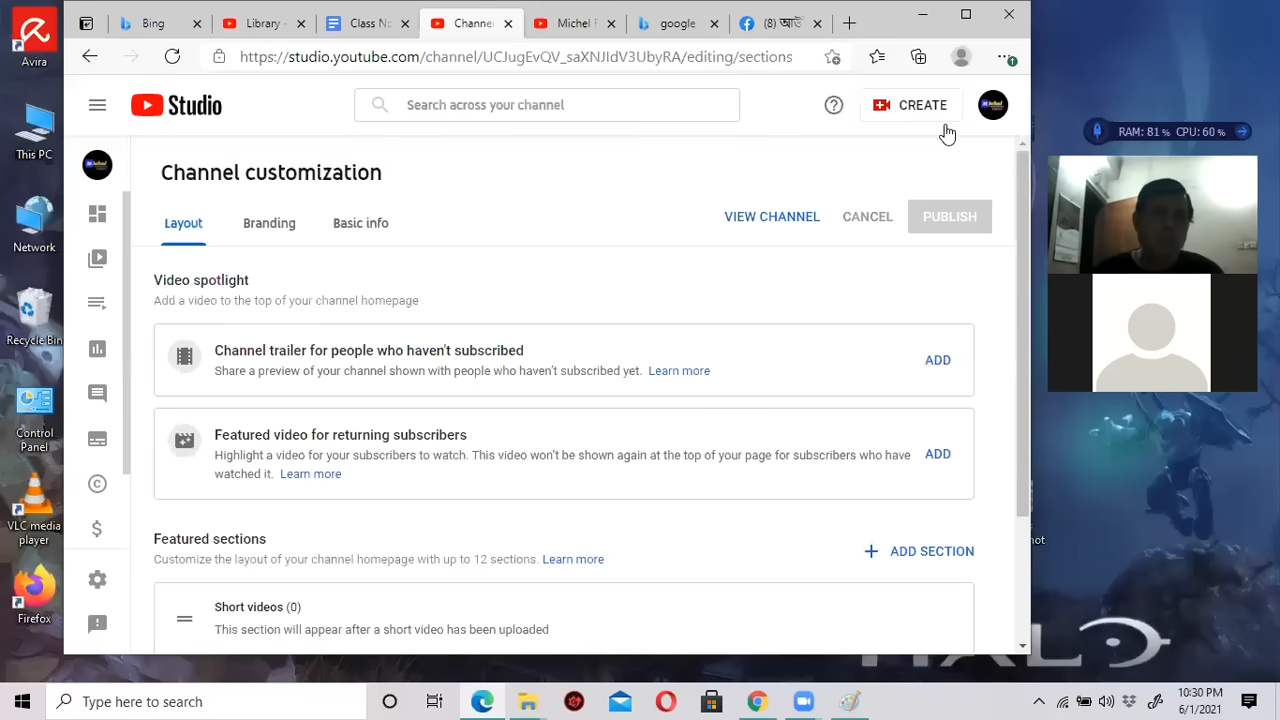 Avira
This PC
Network
Recycle Bin
Control
Panel
VLC media
player
Firefox
Bing
Library -
Class No
Channe
Michel F
google
(8) আউ
https://studio.youtube.com/channel/UCJugEvQV_saXNJIdV3UbyRA/editing/sections
Studio
Search across your channel
CREATE
RAM: 81 % CPU: 60 %
Channel customization
Layout
Branding
Basic info
VIEW CHANNEL
CANCEL
PUBLISH
Video spotlight
Add a video to the top of your channel homepage
Channel trailer for people who haven't subscribed
Share a preview of your channel shown with people who haven't subscribed yet. Learn more
ADD
Featured video for returning subscribers
Highlight a video for your subscribers to watch. This video won't be shown again at the top of your page for subscribers who have
watched it. Learn more
ADD
Featured sections
Customize the layout of your channel homepage with up to 12 sections. Learn more
ADD SECTION
Short videos (0)
This section will appear after a short video has been uploaded
Type here to search
10:30 PM
6/1/2021